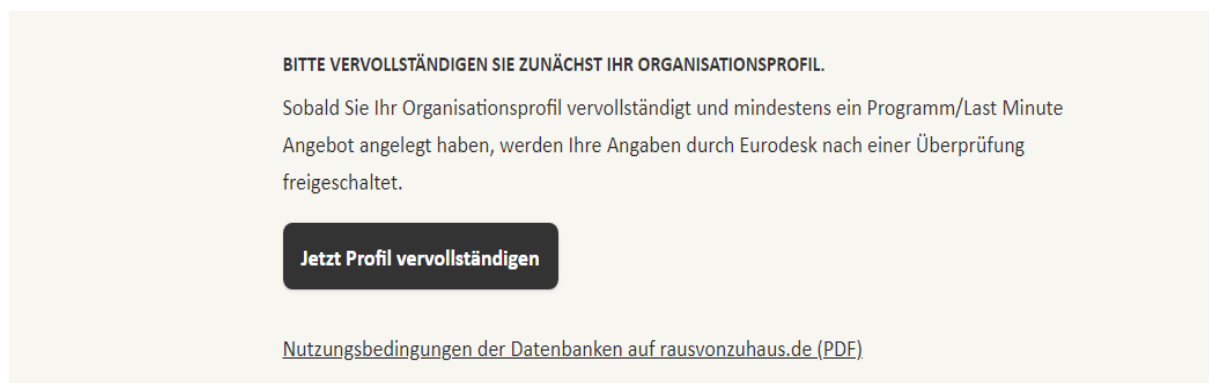 BITTE VERVOLLSTÄNDIGEN SIE ZUNÄCHST IHR ORGANISATIONSPROFIL.
Sobald Sie Ihr Organisationsprofil vervollständigt und mindestens ein Programm/Last Minute
Angebot angelegt haben, werden Ihre Angaben durch Eurodesk nach einer Überprüfung
freigeschaltet.
Jetzt Profil vervollständigen
Nutzungsbedingungen der Datenbanken auf rausvonzuhaus.de (PDF)